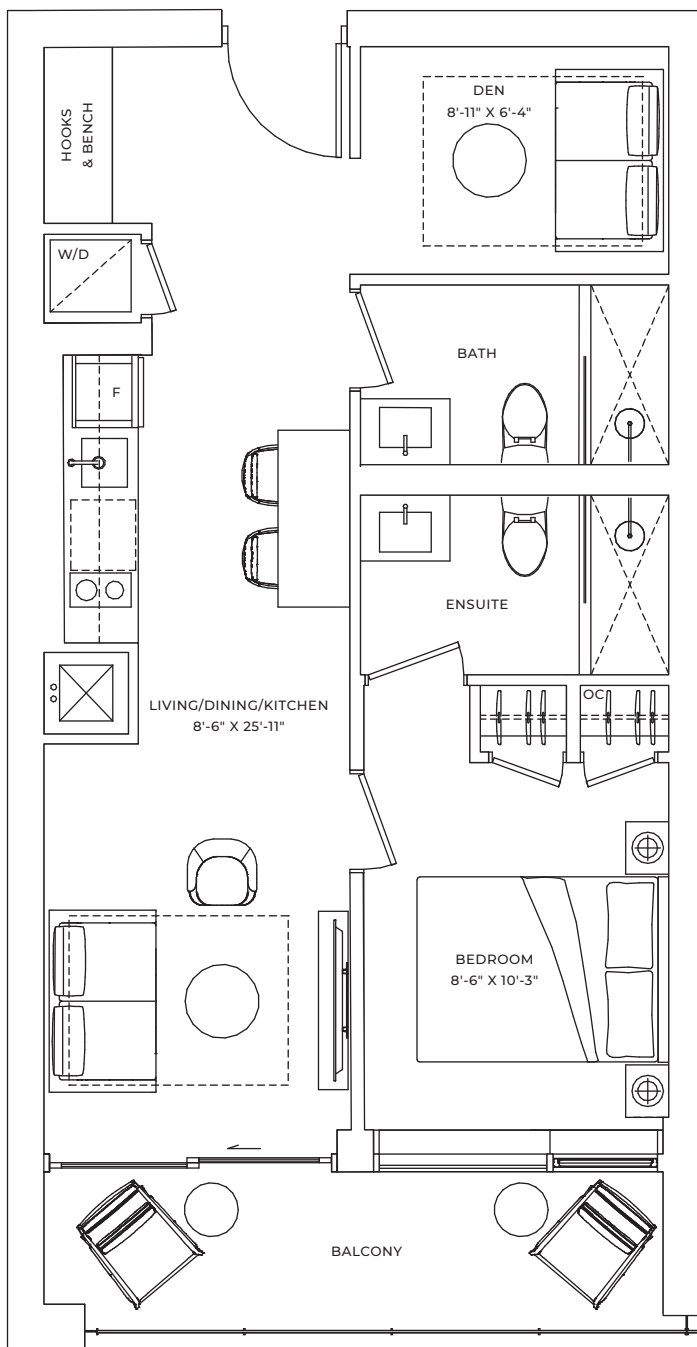 HOOKS
& BENCH
DEN
8'-11" X 6'-4"
W/D
BATH
F
ENSUITE
OC
LIVING/DINING/KITCHEN
8'-6" X 25'-11"
BEDROOM
8'-6" X 10'-3"
BALCONY